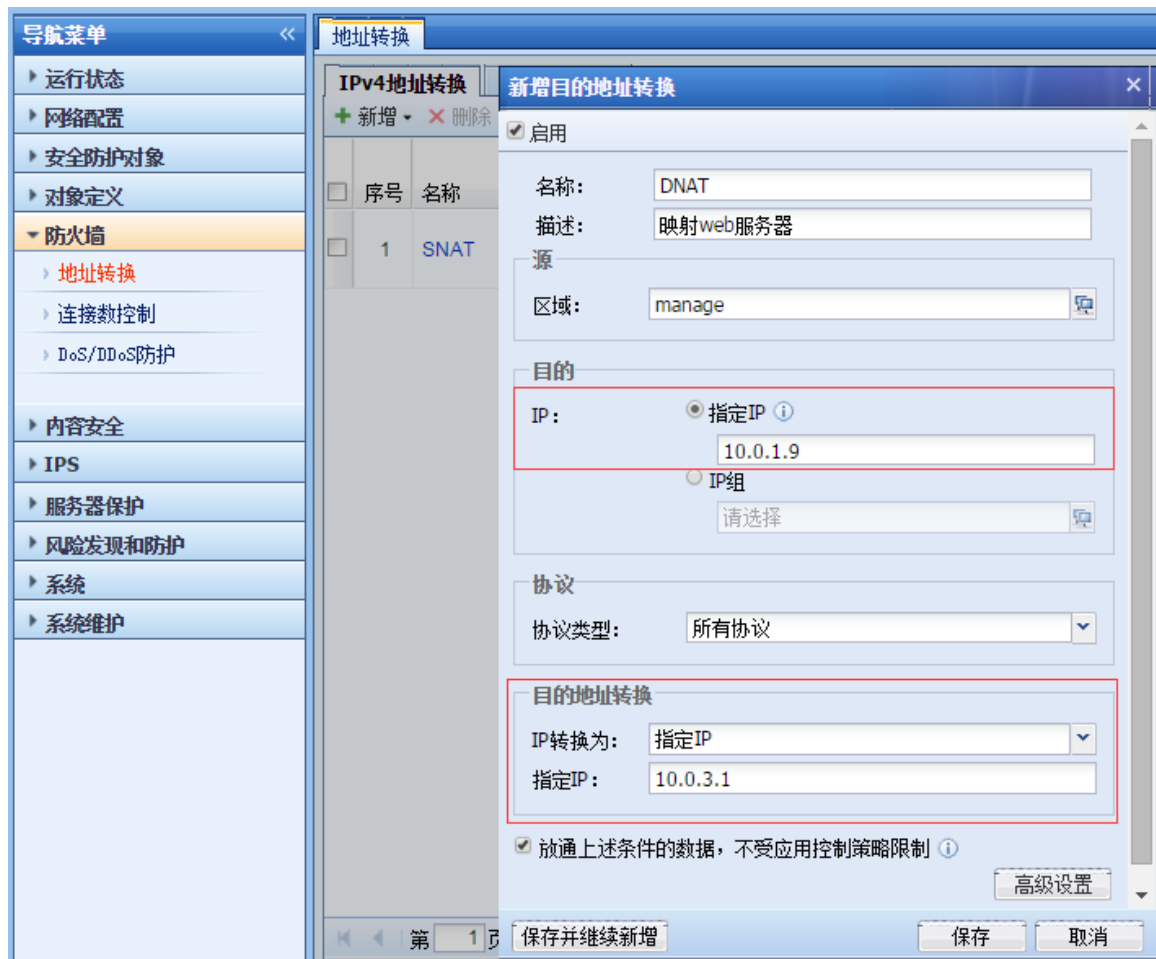 导航菜单
运行状态
网络配置
安全防护对象
对象定义
防火墙
地址转换
连接数控制
DoS/DDoS防护
内容安全
IPS
服务器保护
风险发现和防护
系统
系统维护
地址转换
IPv4地址转换
新增 删除
序号 名称
1 SNAT
第 1 页
新增目的地址转换
启用
名称: DNAT
描述: 映射web服务器
源
区域: manage
目的
IP: 指定IP
10.0.1.9
IP组
请选择
协议
协议类型: 所有协议
目的地址转换
IP转换为: 指定IP
指定IP: 10.0.3.1
放通上述条件的数据，不受应用控制策略限制
高级设置
保存并继续新增 保存 取消